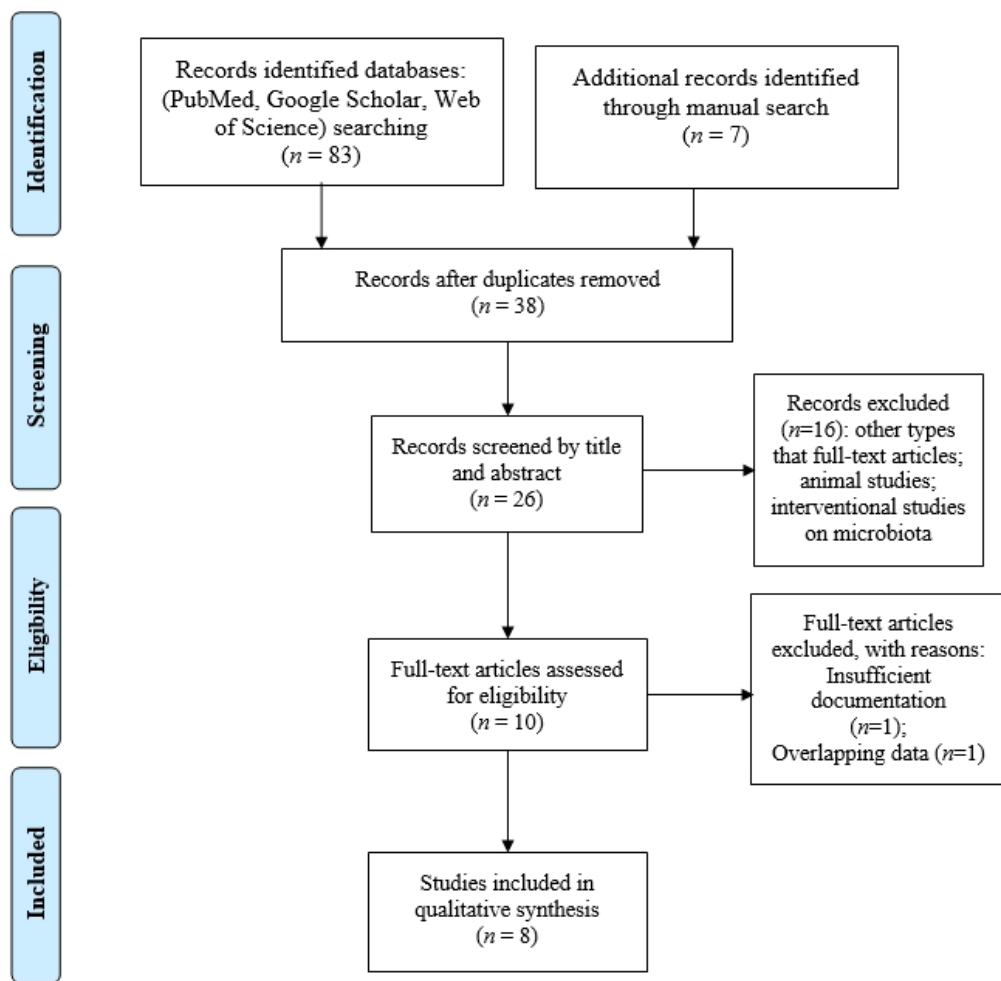 Identification
Records identified databases:
(PubMed, Google Scholar, Web
of Science) searching
(n = 83)
Additional records identified
through manual search
(n = 7)
Screening
Records after duplicates removed
(n = 38)
Records screened by title
and abstract
(n = 26)
Records excluded
(n=16): other types
that full-text articles;
animal studies;
interventional studies
on microbiota
Eligibility
Full-text articles assessed
for eligibility
(n = 10)
Full-text articles
excluded, with reasons:
Insufficient
documentation
(n=1);
Overlapping data (n=1)
Included
Studies included in
qualitative synthesis
(n = 8)